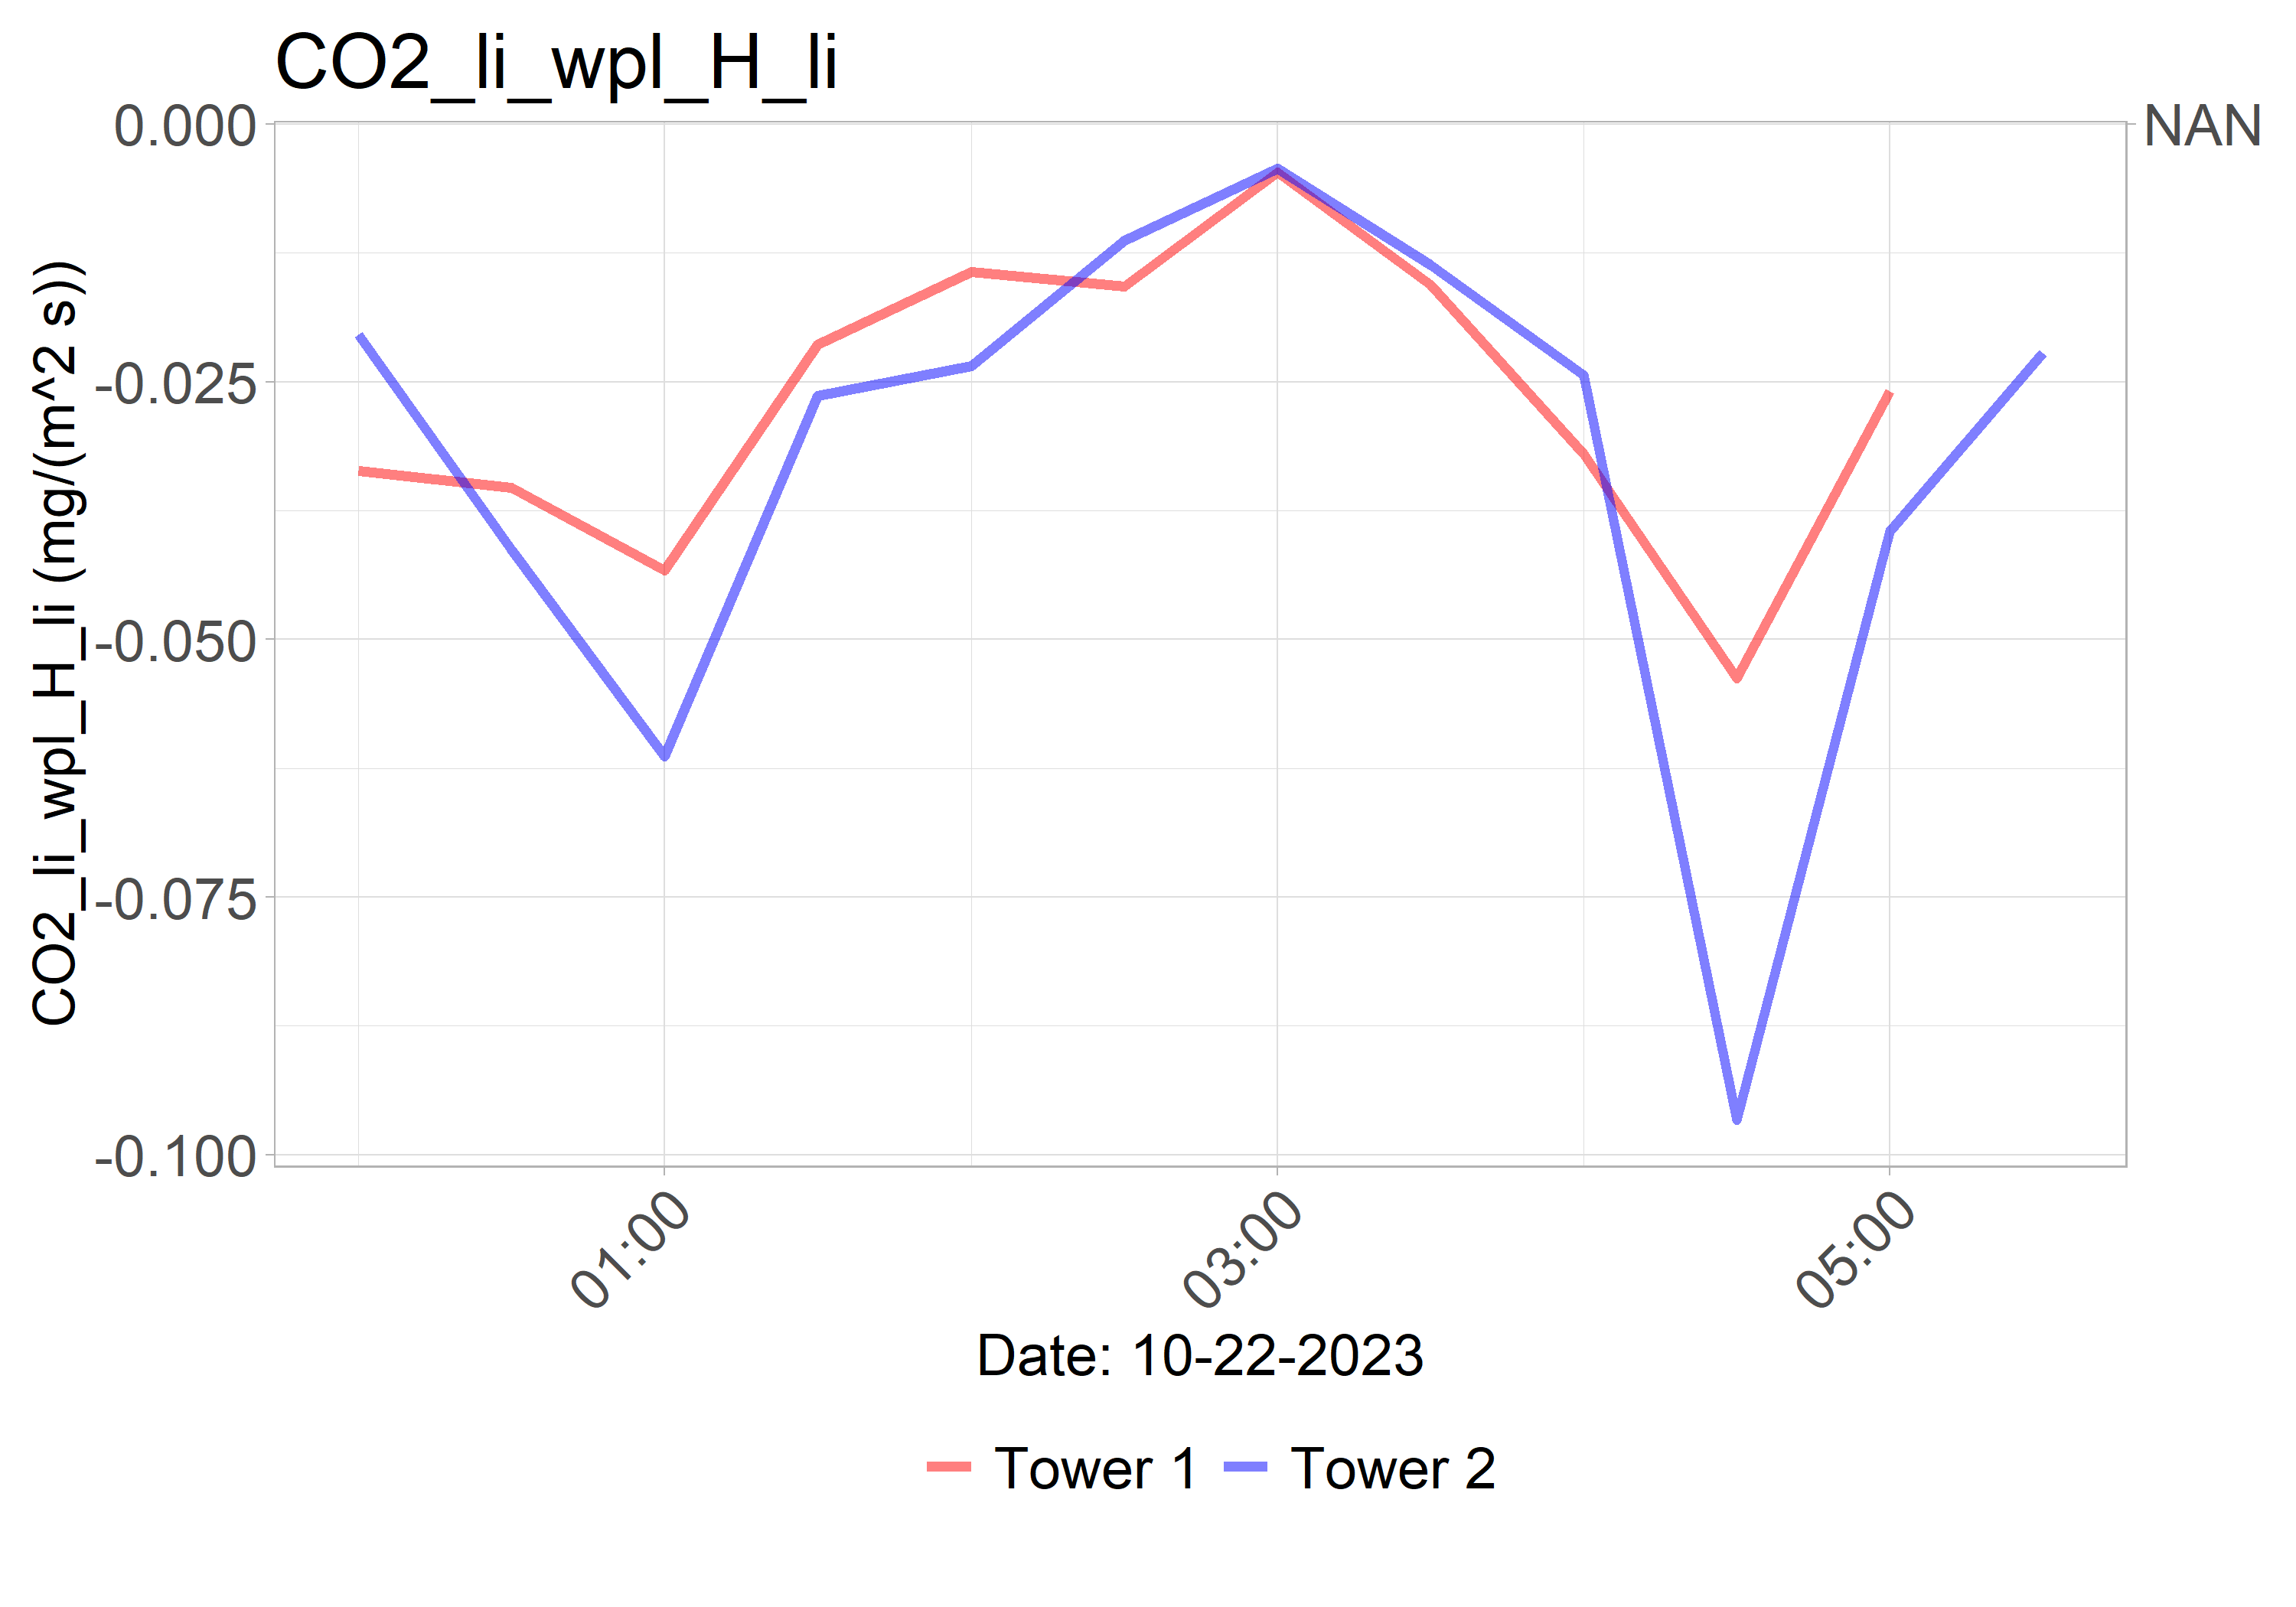 CO2_li_wpl_H_li
0.000
NAN
-0.025
-0.050
-0.075
-0.100
CO2_li_wpl_H_li (mg/(m^2 s))
01:00
03:00
05:00
Date: 10-22-2023
Tower 1
Tower 2